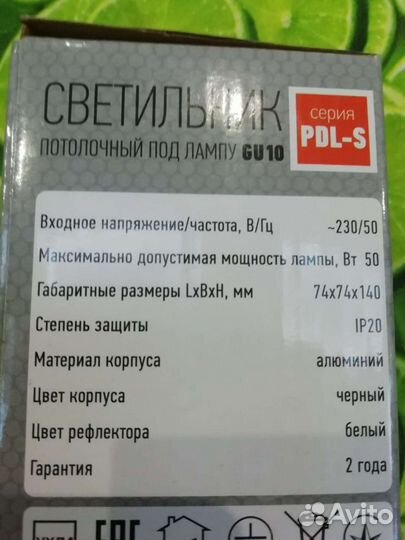 СВЕТИЛЬНИК
ПОТОЛОЧНЫЙ ПОД ЛАМПУ GU10
серия
PDL-S
Входное напряжение/частота, В/Гц ~230/50
Максимально допустимая мощность лампы, Вт 50
Габаритные размеры LxBxH, мм 74x74x140
Степень защиты IP20
Материал корпуса алюминий
Цвет корпуса черный
Цвет рефлектора белый
Гарантия 2 года
EAC
Avito